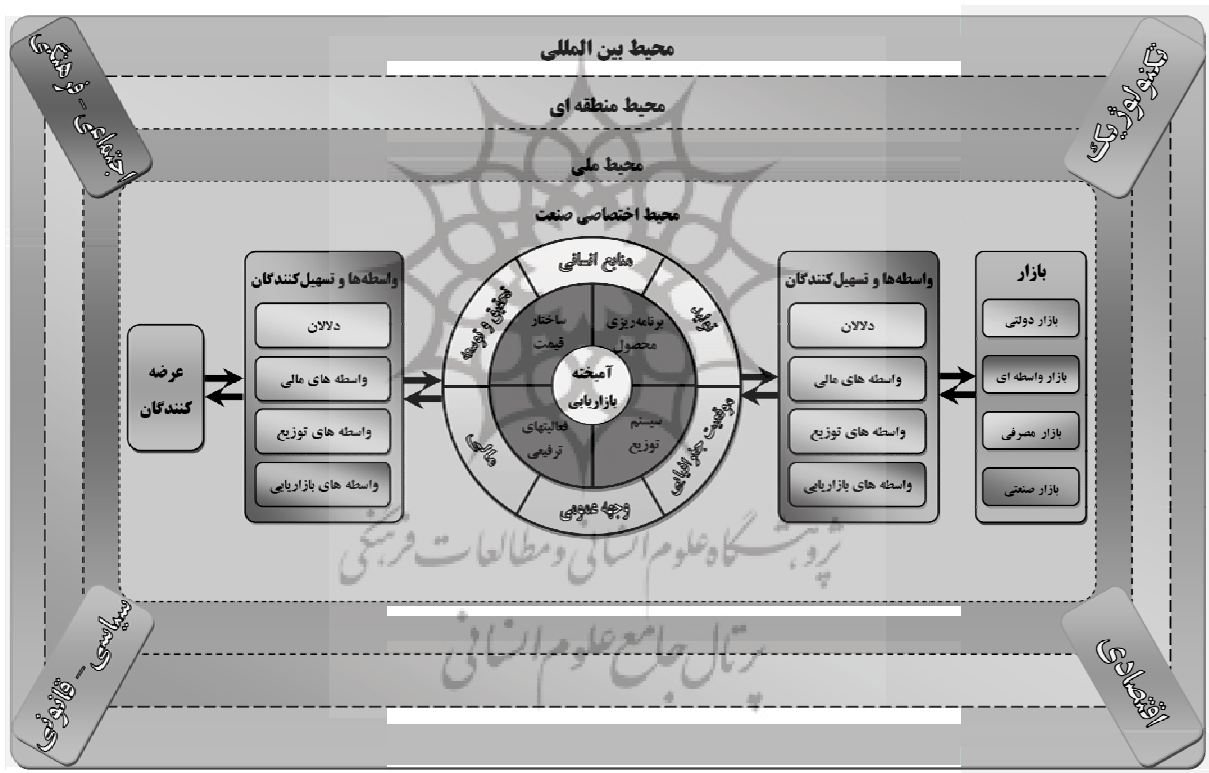 محیط بین المللی
محیط منطقه ای
محیط ملی
محیط اختصاصی صنعت
تکنولوژیک
اجتماعی - فرهنگی
اقتصادی
سیاسی - قانونی
بازار
بازار دولتی
بازار واسطه ای
بازار مصرفی
بازار صنعتی
واسطه‌ها و تسهیل‌کنندگان
دلالان
واسطه های مالی
واسطه های توزیع
واسطه های بازاریابی
منابع انسانی
تولید
موقعیت جغرافیایی
وجهه عمومی
مالی
تحقیق و توسعه
برنامه‌ریزی
محصول
ساختار
قیمت
سیستم
توزیع
فعالیتهای
ترفیعی
آمیخته
بازاریابی
واسطه‌ها و تسهیل‌کنندگان
دلالان
واسطه های مالی
واسطه های توزیع
واسطه های بازاریابی
عرضه
کنندگان
پژوهشگاه علوم انسانی و مطالعات فرهنگی
پرتال جامع علوم انسانی